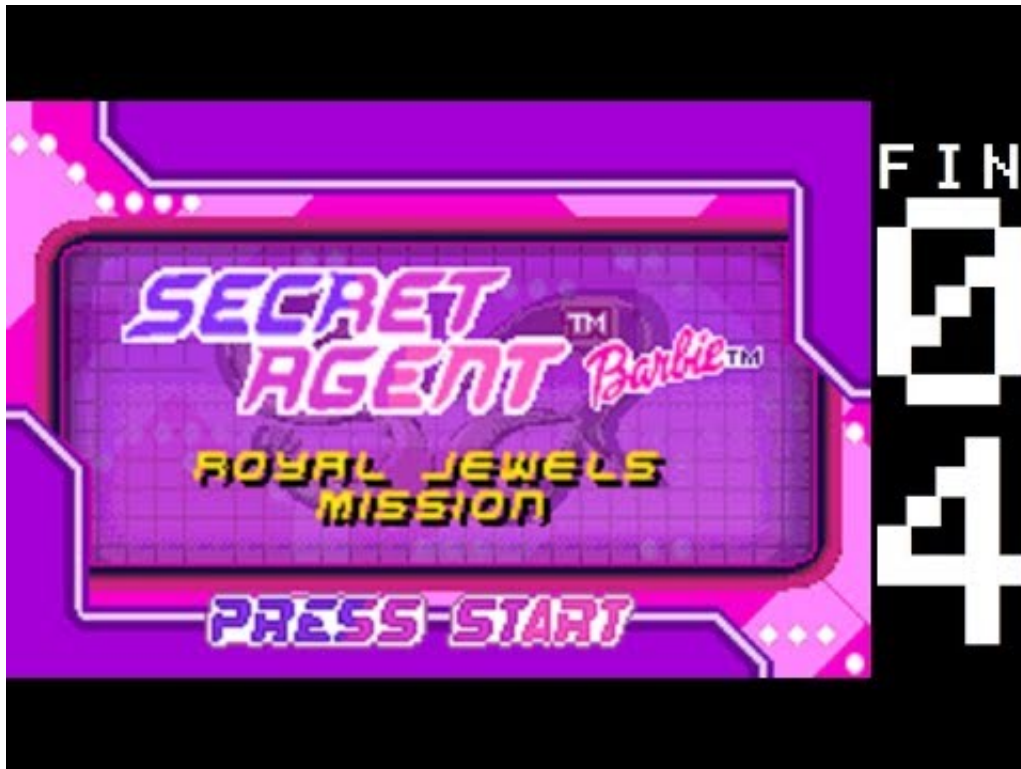 SECRET
AGENT™ Barbie™
ROYAL JEWELS
MISSION
PRESS START
FIN
0
4